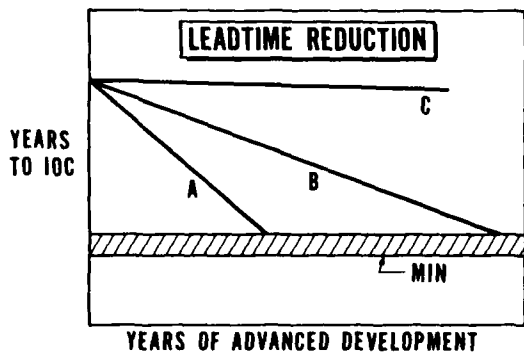 LEADTIME REDUCTION
YEARS
TO IOC
C
A
B
MIN
YEARS OF ADVANCED DEVELOPMENT